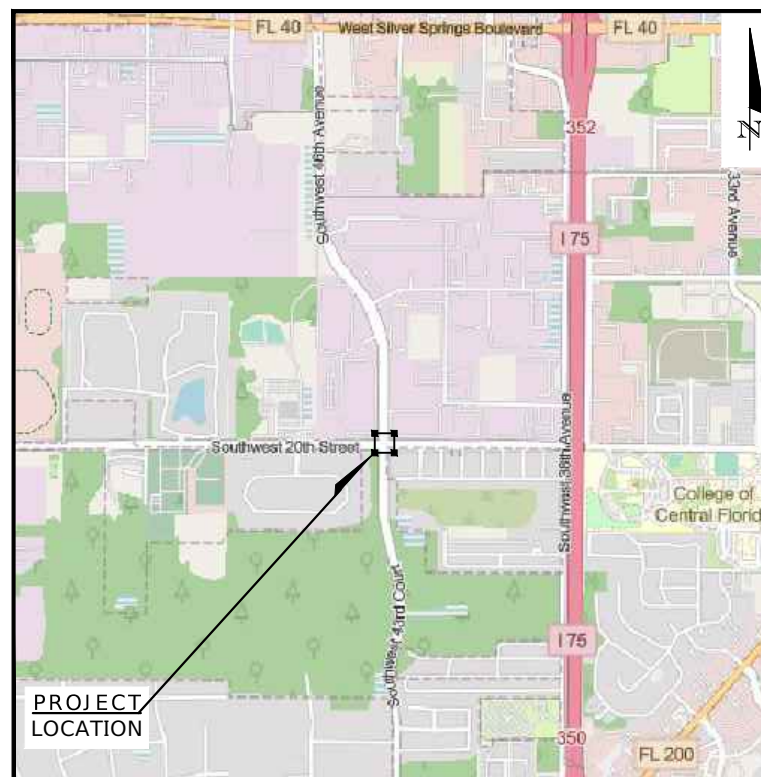 FL 40
West Silver Springs Boulevard
FL 40
352
N
Southwest 46th Avenue
33rd Avenue
I 75
Southwest 38th Avenue
Southwest 20th Street
College of
Central Florid
Southwest 43rd Court
I 75
PROJECT
LOCATION
350
FL 200